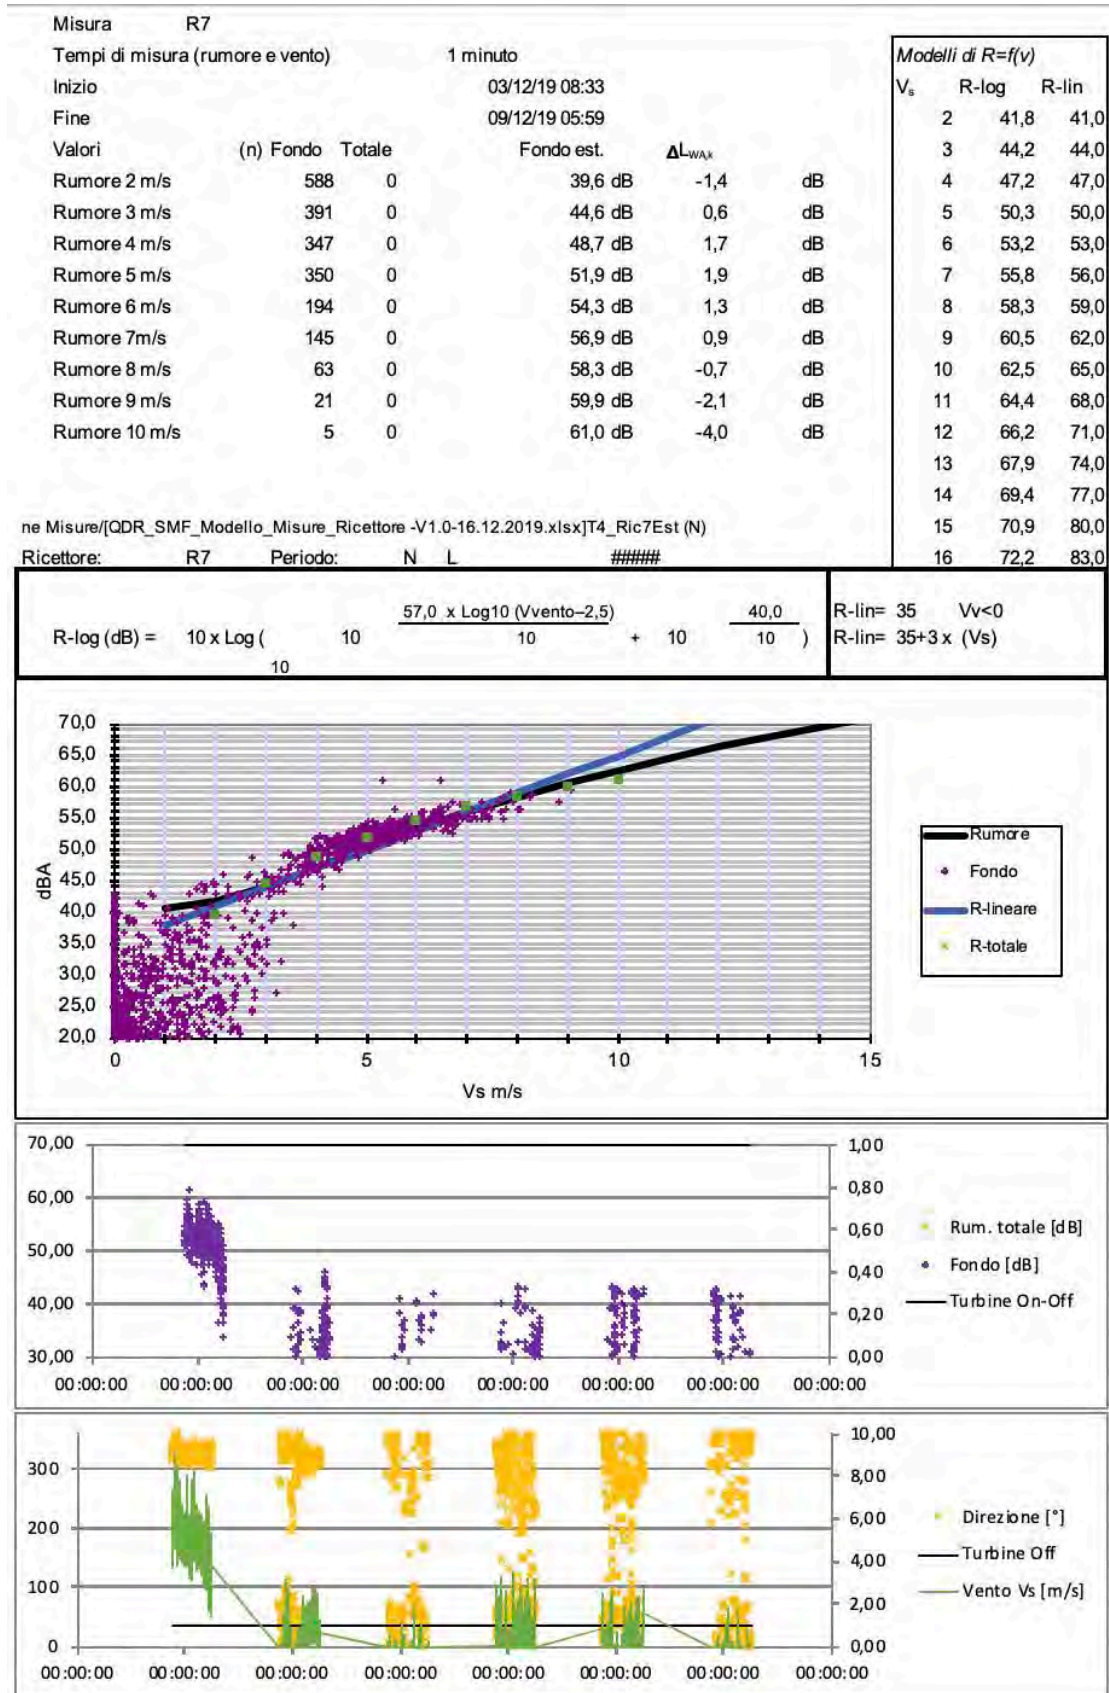 Misura R7
Tempi di misura (rumore e vento) 1 minuto
Inizio 03/12/19 08:33
Fine 09/12/19 05:59
Valori (n) Fondo Totale Fondo est. ΔL WA,k
Rumore 2 m/s 588 0 39,6 dB -1,4 dB
Rumore 3 m/s 391 0 44,6 dB 0,6 dB
Rumore 4 m/s 347 0 48,7 dB 1,7 dB
Rumore 5 m/s 350 0 51,9 dB 1,9 dB
Rumore 6 m/s 194 0 54,3 dB 1,3 dB
Rumore 7m/s 145 0 56,9 dB 0,9 dB
Rumore 8 m/s 63 0 58,3 dB -0,7 dB
Rumore 9 m/s 21 0 59,9 dB -2,1 dB
Rumore 10 m/s 5 0 61,0 dB -4,0 dB
Modelli di R=f(v)
Vs R-log R-lin
2 41,8 41,0
3 44,2 44,0
4 47,2 47,0
5 50,3 50,0
6 53,2 53,0
7 55,8 56,0
8 58,3 59,0
9 60,5 62,0
10 62,5 65,0
11 64,4 68,0
12 66,2 71,0
13 67,9 74,0
14 69,4 77,0
15 70,9 80,0
16 72,2 83,0
ne Misure/[QDR_SMF_Modello_Misure_Ricettore -V1.0-16.12.2019.xlsx]T4_Ric7Est (N)
Ricettore: R7 Periodo: N L #####
57,0 x Log10 (Vvento–2,5) 40,0
R-log (dB) = 10 x Log ( 10 10 + 10 10 )
10
R-lin= 35 Vv<0
R-lin= 35+3 x (Vs)
70,0
65,0
60,0
55,0
50,0
45,0
40,0
35,0
30,0
25,0
20,0
dBA
0 5 10 15
Vs m/s
Rumore
Fondo
R-lineare
R-totale
70,00
60,00
50,00
40,00
30,00
1,00
0,80
0,60
0,40
0,20
0,00
00:00:00 00:00:00 00:00:00 00:00:00 00:00:00 00:00:00 00:00:00 00:00:00
Rum. totale [dB]
Fondo [dB]
Turbine On-Off
300
200
100
0
10,00
8,00
6,00
4,00
2,00
0,00
00:00:00 00:00:00 00:00:00 00:00:00 00:00:00 00:00:00 00:00:00 00:00:00
Direzione [°]
Turbine Off
Vento Vs [m/s]